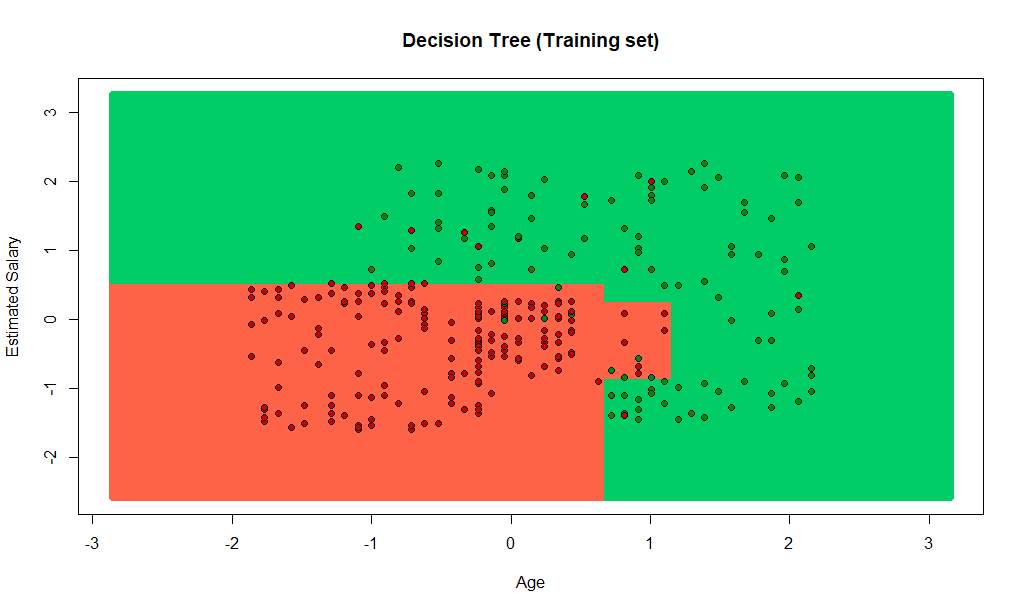 Decision Tree (Training set)
3
2
1
0
-1
-2
Estimated Salary
-3 -2 -1 0 1 2 3
Age